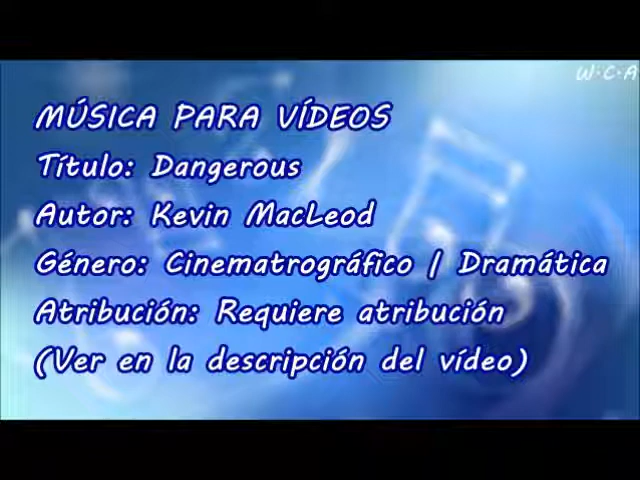 W·C·A
MÚSICA PARA VÍDEOS
Título: Dangerous
Autor: Kevin MacLeod
Género: Cinematrográfico | Dramática
Atribución: Requiere atribución
(Ver en la descripción del vídeo)